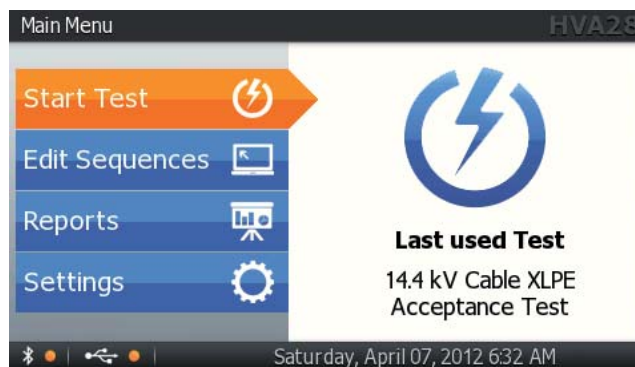 Main Menu
HVA28
Start Test
Edit Sequences
Reports
Settings
Last used Test
14.4 kV Cable XLPE
Acceptance Test
Saturday, April 07, 2012 6:32 AM